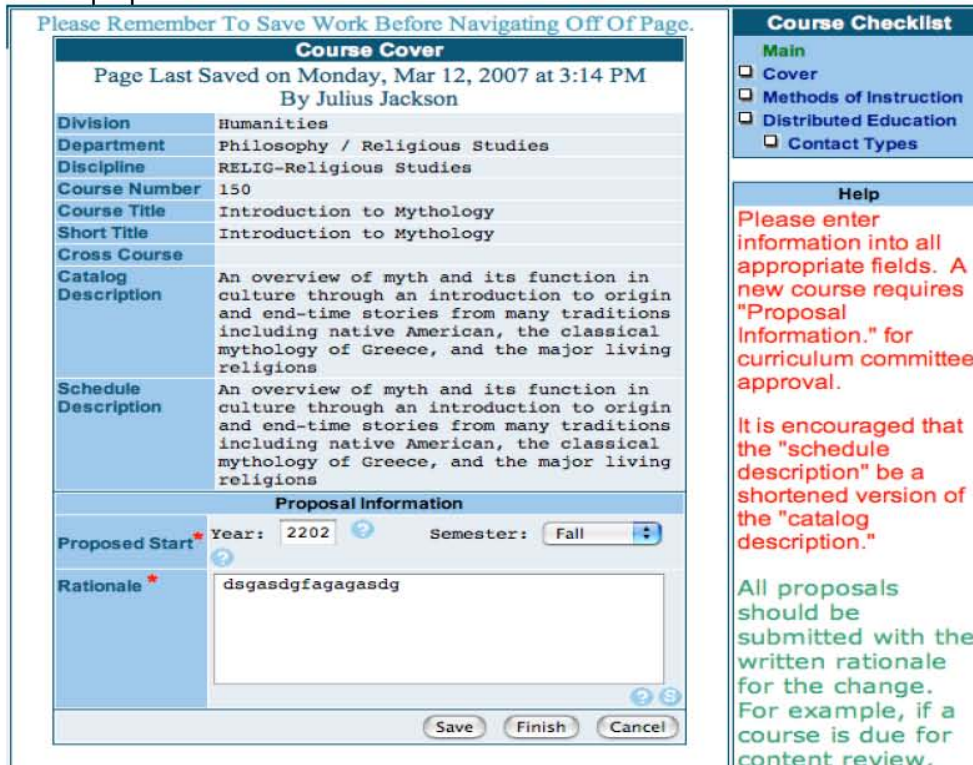 Please Remember To Save Work Before Navigating Off Of Page.
Course Cover
Page Last Saved on Monday, Mar 12, 2007 at 3:14 PM
By Julius Jackson
Division Humanities
Department Philosophy / Religious Studies
Discipline RELIG-Religious Studies
Course Number 150
Course Title Introduction to Mythology
Short Title Introduction to Mythology
Cross Course
Catalog Description
An overview of myth and its function in
culture through an introduction to origin
and end-time stories from many traditions
including native American, the classical
mythology of Greece, and the major living
religions
Schedule Description
An overview of myth and its function in
culture through an introduction to origin
and end-time stories from many traditions
including native American, the classical
mythology of Greece, and the major living
religions
Proposal Information
Proposed Start* Year: 2202 ? Semester: Fall
?
Rationale *
dsgasdgfagagasdg
? S
Save Finish Cancel
Course Checklist
Main
Cover
Methods of Instruction
Distributed Education
Contact Types
Help
Please enter
information into all
appropriate fields. A
new course requires
"Proposal
Information." for
curriculum committee
approval.
It is encouraged that
the "schedule
description" be a
shortened version of
the "catalog
description."
All proposals
should be
submitted with the
written rationale
for the change.
For example, if a
course is due for
content review,